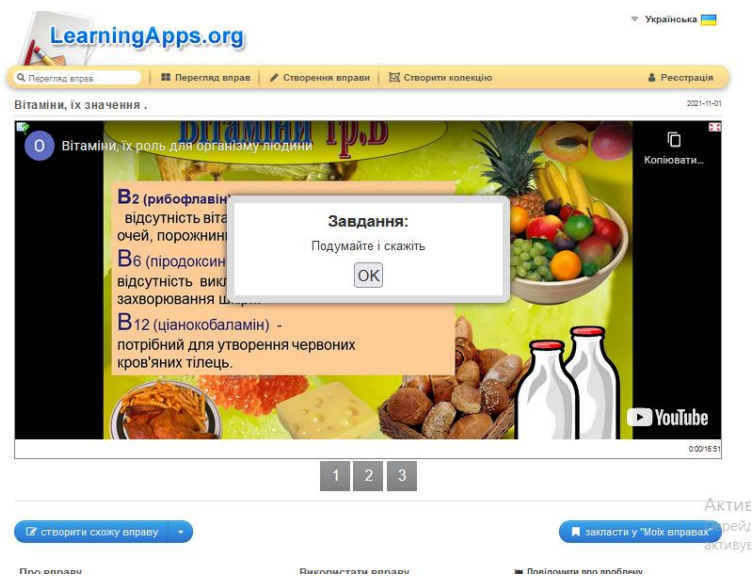 LearningApps.org
Українська
Перегляд вправ
Перегляд вправ
Створення вправи
Створити колекцію
Реєстрація
Вітаміни, їх значення .
2021-11-01
Вітаміни гр.В
О
Вітаміни, їх роль для організму людини
Копіювати...
В2 (рибофлавін
відсутність віта
очей, порожнин
В6 (піродоксин
відсутність викл
захворювання
В12 (ціанокобаламін) -
потрібний для утворення червоних
кров'яних тілець.
Завдання:
Подумайте і скажіть
OK
YouTube
0:00/16:51
1 2 3
створити схожу вправу
закласти у "Моїх вправах"
Актив
Перейд
активув
Про вправу
Використати вправу
Повідомити про проблему